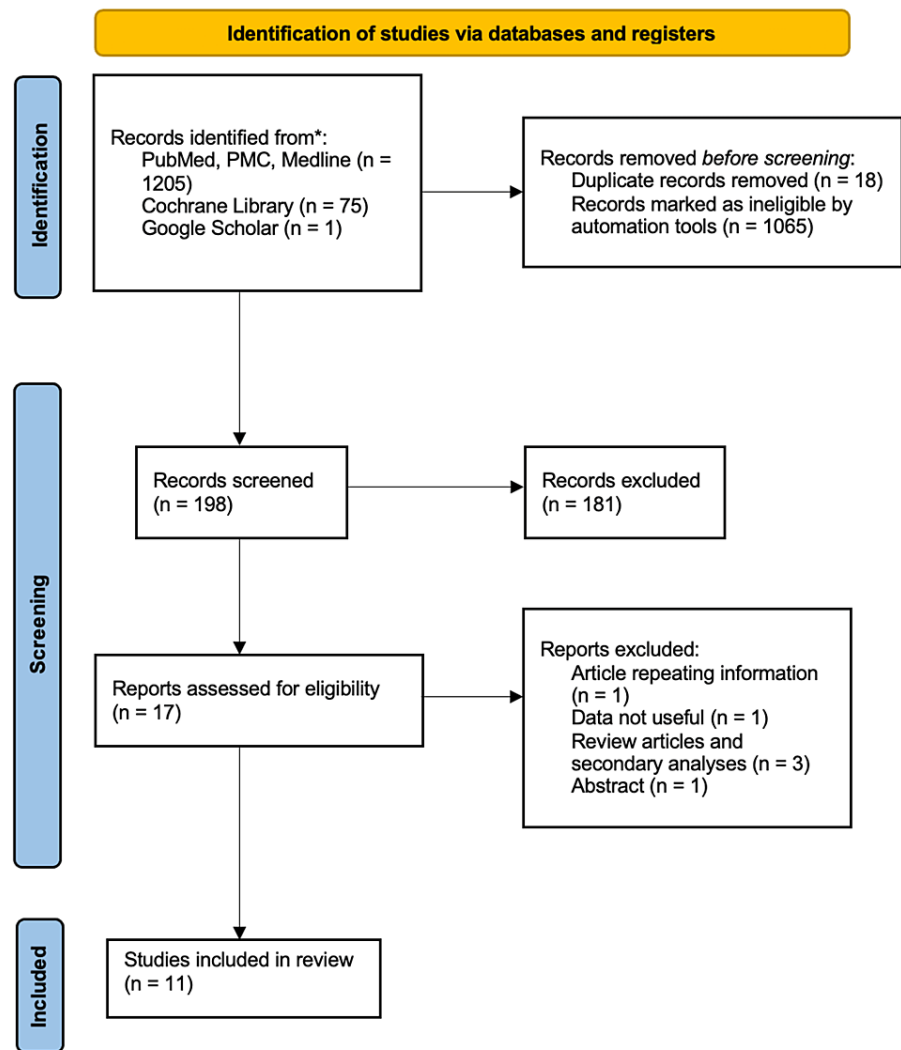 Identification of studies via databases and registers
Identification
Records identified from*:
PubMed, PMC, Medline (n =
1205)
Cochrane Library (n = 75)
Google Scholar (n = 1)
Records removed before screening:
Duplicate records removed (n = 18)
Records marked as ineligible by
automation tools (n = 1065)
Screening
Records screened
(n = 198)
Records excluded
(n = 181)
Reports assessed for eligibility
(n = 17)
Reports excluded:
Article repeating information
(n = 1)
Data not useful (n = 1)
Review articles and
secondary analyses (n = 3)
Abstract (n = 1)
Included
Studies included in review
(n = 11)